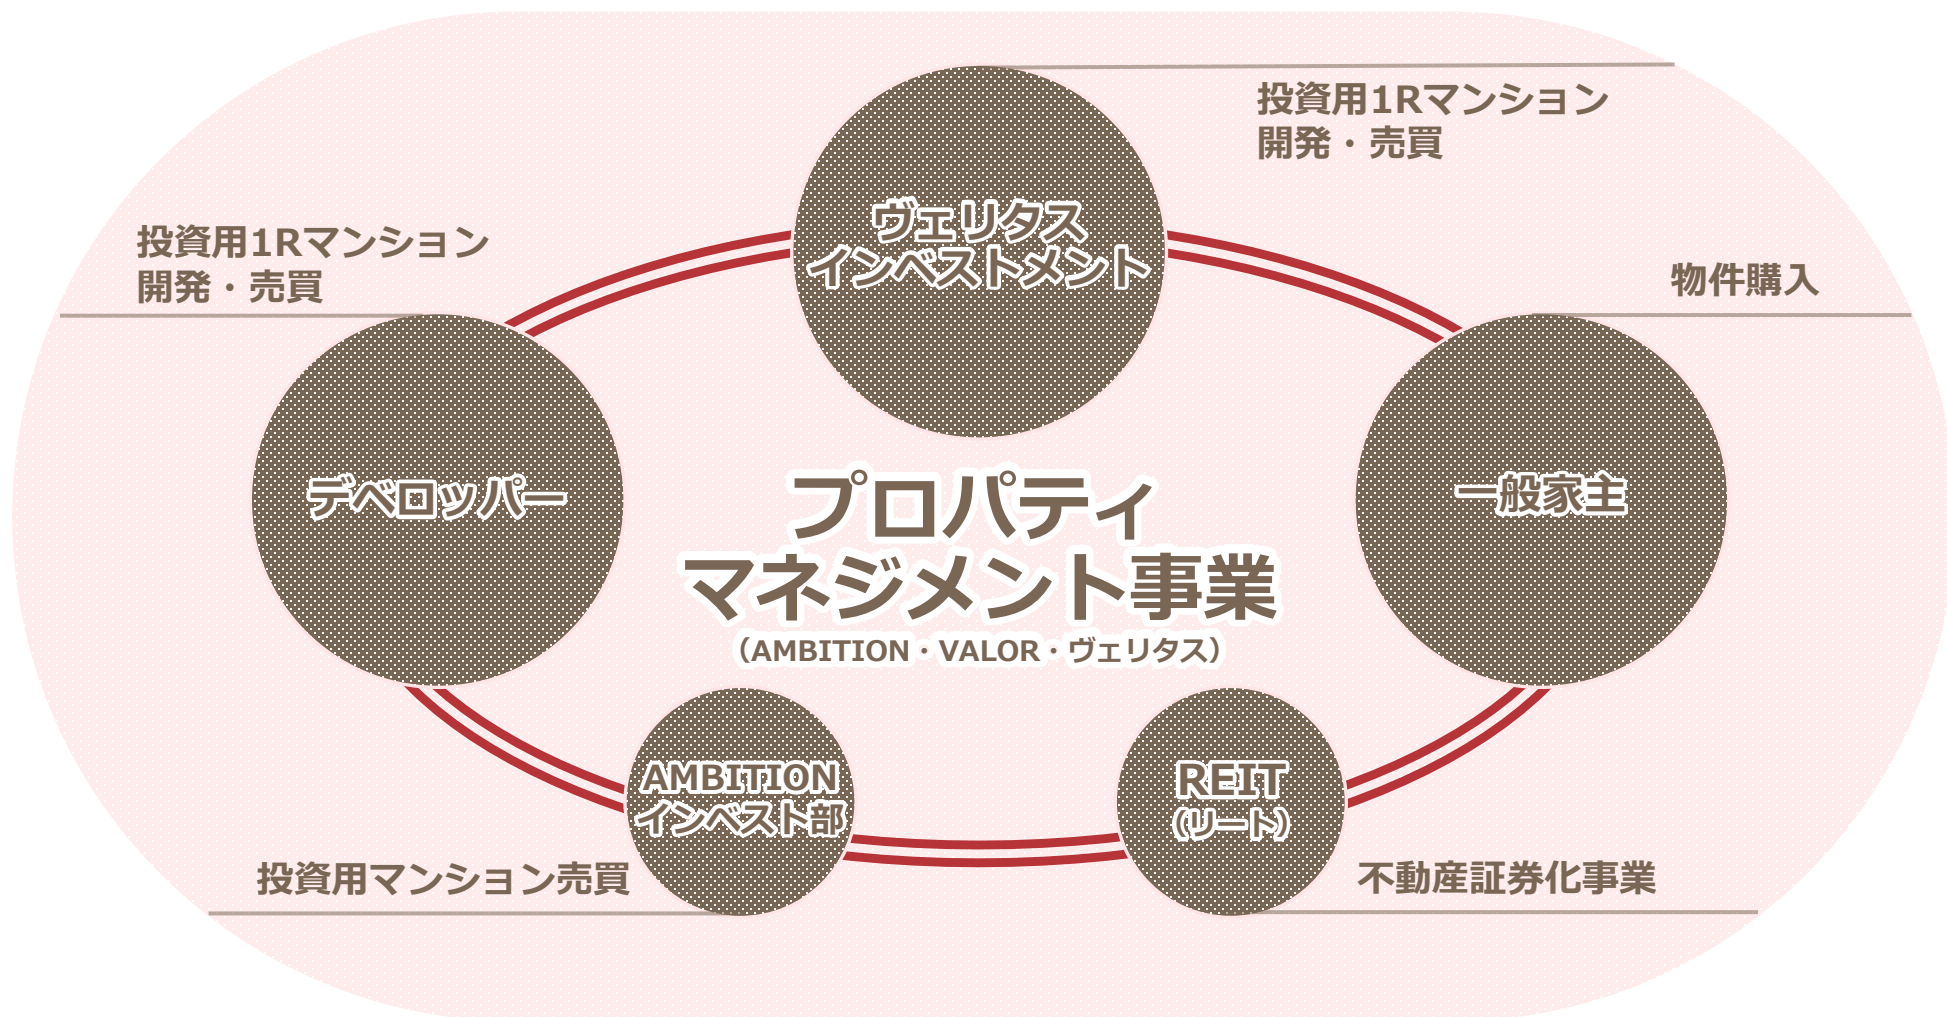 投資用1Rマンション
開発・売買
ヴェリタス
インベストメント
投資用1Rマンション
開発・売買
物件購入
デベロッパー
一般家主
プロパティ
マネジメント事業
（AMBITION・VALOR・ヴェリタス）
AMBITION
インベスト部
REIT
（リート）
投資用マンション売買
不動産証券化事業